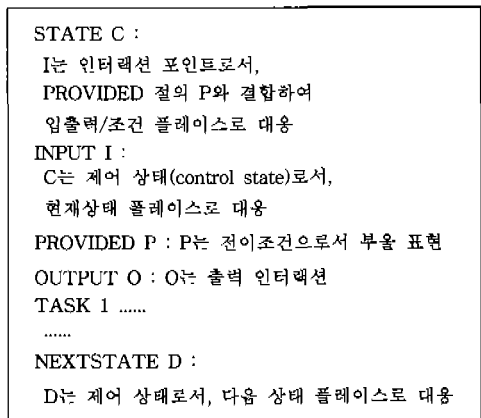 STATE C :
I는 인터랙션 포인트로서,
PROVIDED 절의 P와 결합하여
입출력/조건 플레이스로 대응
INPUT I :
C는 제어 상태(control state)로서,
현재상태 플레이스로 대응
PROVIDED P : P는 전이조건으로서 부울 표현
OUTPUT O : O는 출력 인터랙션
TASK 1 ......
......
NEXTSTATE D :
D는 제어 상태로서, 다음 상태 플레이스로 대응